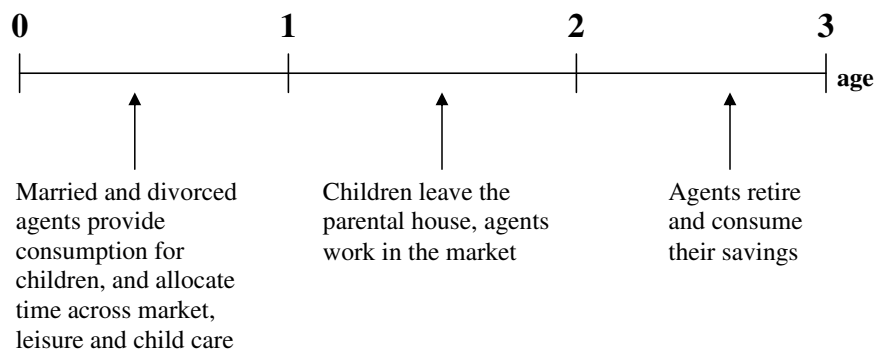 0 1 2 3
age
Married and divorced
agents provide
consumption for
children, and allocate
time across market,
leisure and child care
Children leave the
parental house, agents
work in the market
Agents retire
and consume
their savings